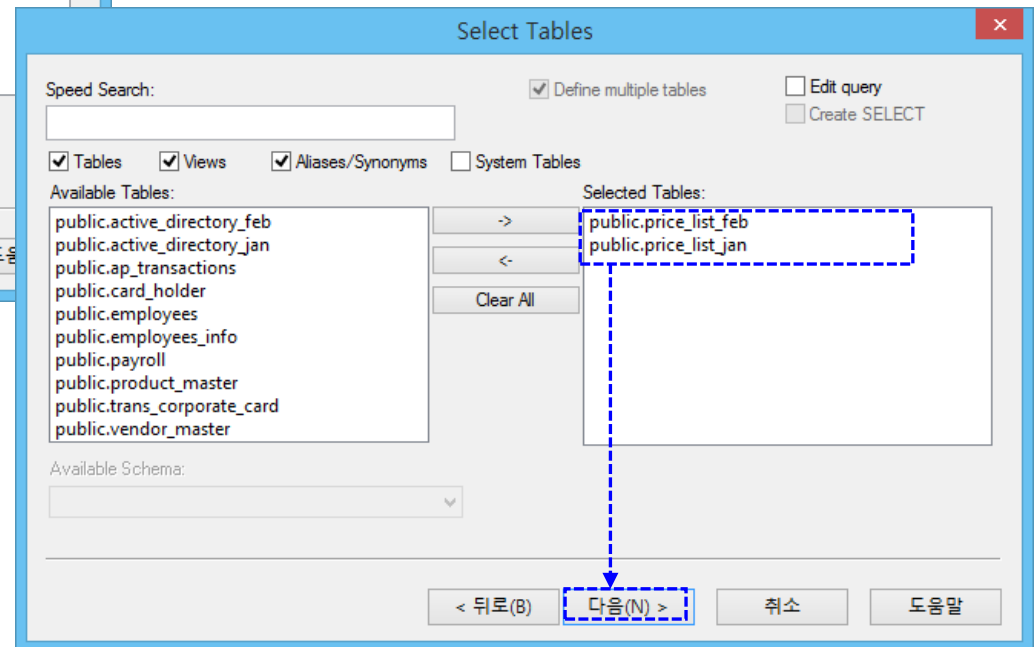 Select Tables
Speed Search:
Define multiple tables
Edit query
Create SELECT
Tables Views Aliases/Synonyms System Tables
Available Tables:
Selected Tables:
public.active_directory_feb
public.active_directory_jan
public.ap_transactions
public.card_holder
public.employees
public.employees_info
public.payroll
public.product_master
public.trans_corporate_card
public.vendor_master
->
<-
Clear All
public.price_list_feb
public.price_list_jan
Available Schema:
< 뒤로(B) 다음(N) > 취소 도움말